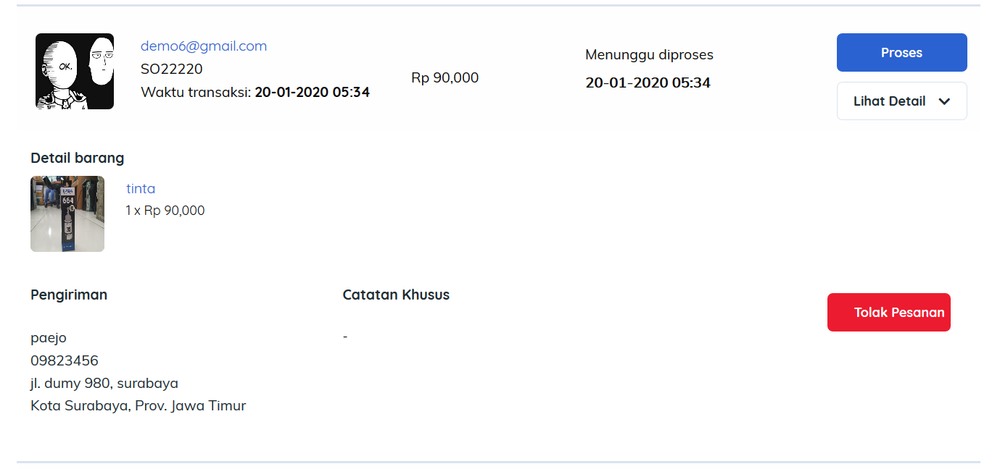 demo6@gmail.com
SO22220
Waktu transaksi: 20-01-2020 05:34
Rp 90,000
Menunggu diproses
20-01-2020 05:34
Proses
Lihat Detail
OK.
Detail barang
664
tinta
1 x Rp 90,000
Pengiriman
paejo
09823456
jl. dumy 980, surabaya
Kota Surabaya, Prov. Jawa Timur
Catatan Khusus
-
Tolak Pesanan